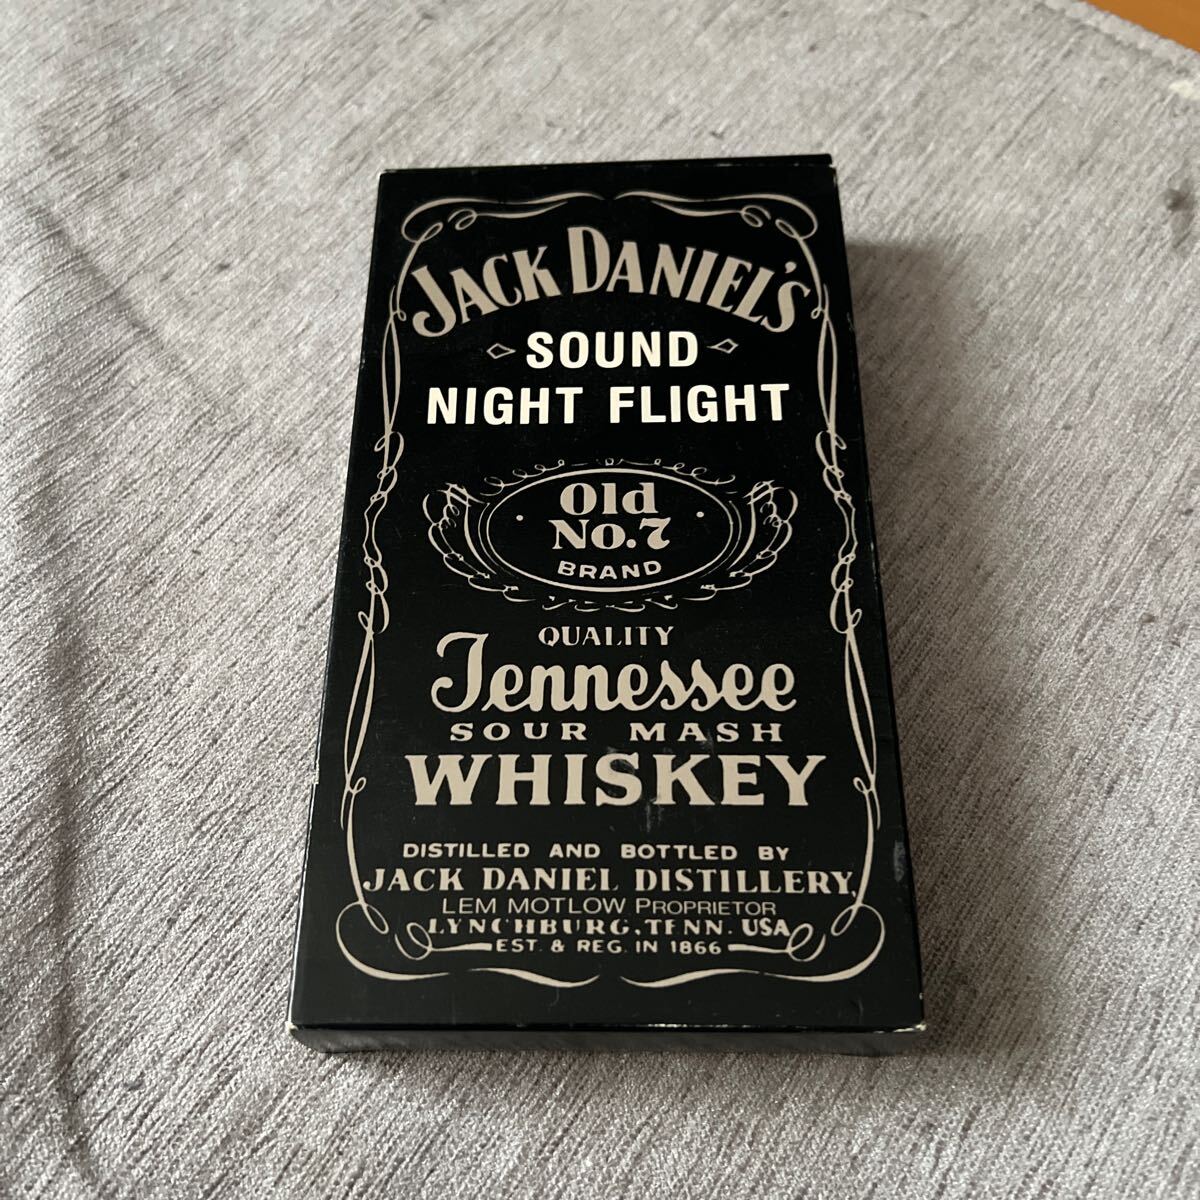 JACK DANIEL'S
SOUND
NIGHT FLIGHT
Old
No.7
BRAND
QUALITY
Tennessee
SOUR MASH
WHISKEY
DISTILLED AND BOTTLED BY
JACK DANIEL DISTILLERY,
LEM MOTLOW PROPRIETOR
LYNCHBURG, TENN. USA
EST. & REG. IN 1866